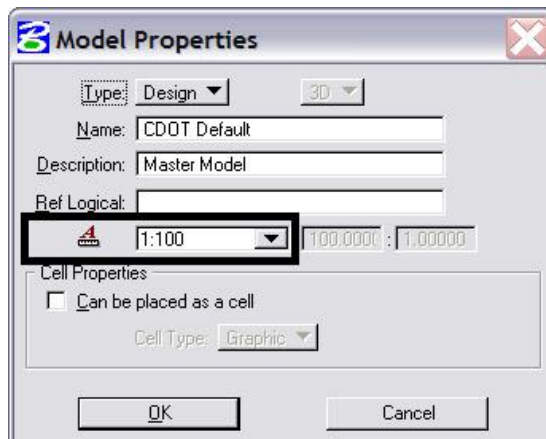 Model Properties
Type: Design 3D
Name: CDOT Default
Description: Master Model
Ref Logical:
A 1:100 100.000( : 1.00000
Cell Properties
Can be placed as a cell
Cell Type: Graphic
OK Cancel